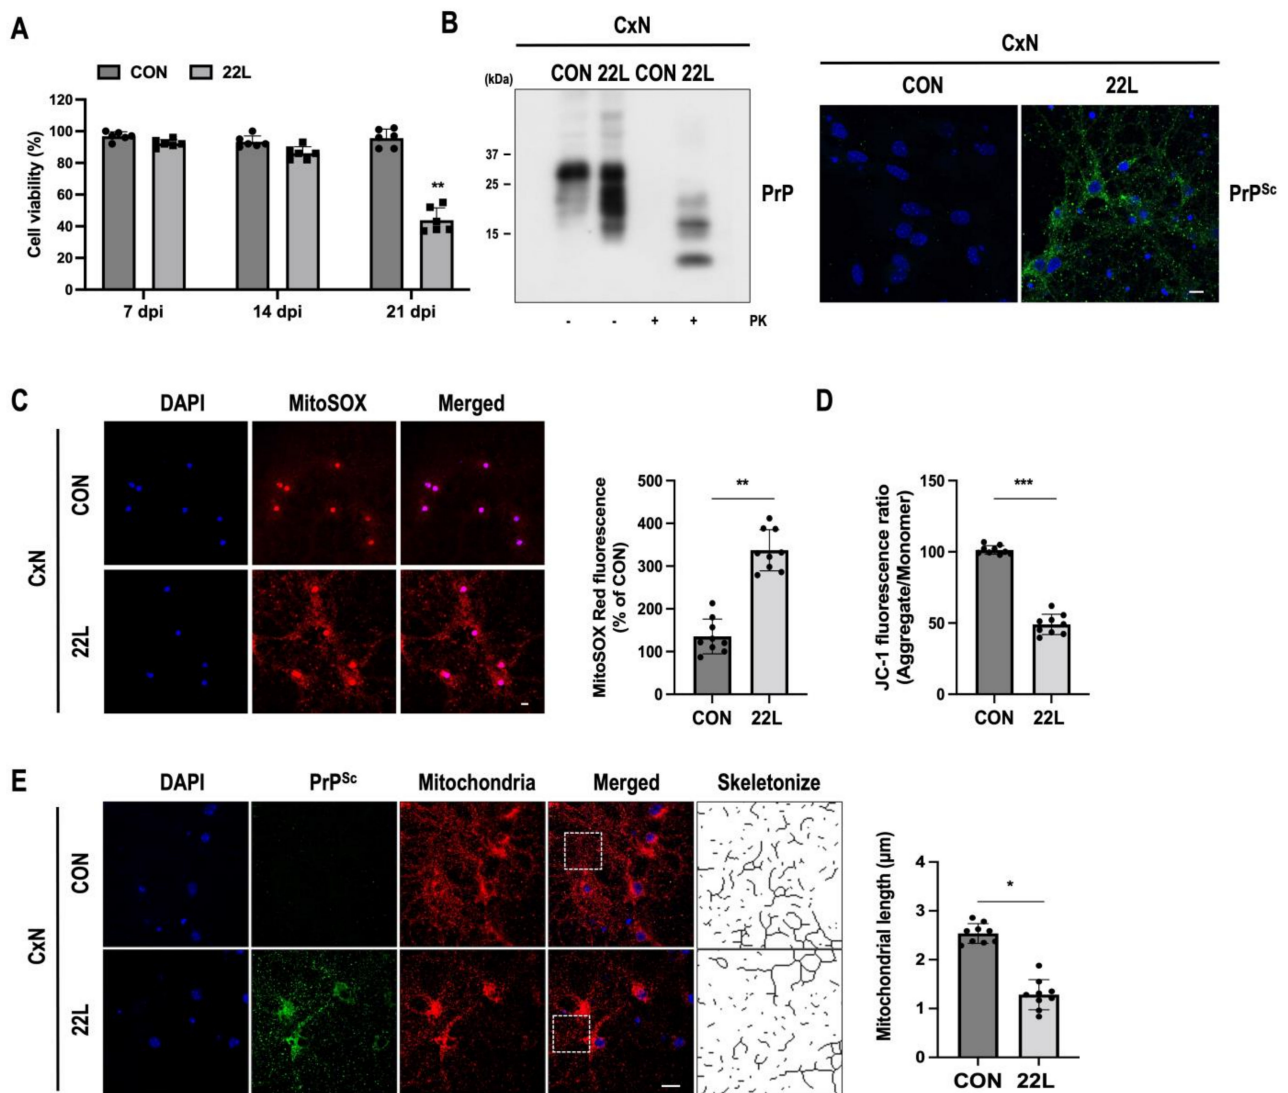 A
CON 22L
Cell viability (%)
120
100
80
60
40
20
0
**
7 dpi 14 dpi 21 dpi
B
CxN
(kDa) CON 22L CON 22L
37
25
15
PrP
- - + + PK
CxN
CON 22L
PrPSc
C
DAPI MitoSOX Merged
CxN
CON
22L
MitoSOX Red fluorescence
(% of CON)
500
400
300
200
100
0
**
CON 22L
D
JC-1 fluorescence ratio
(Aggregate/Monomer)
150
100
50
0
***
CON 22L
E
DAPI PrPSc Mitochondria Merged Skeletonize
CxN
CON
22L
Mitochondrial length (µm)
4
3
2
1
0
*
CON 22L